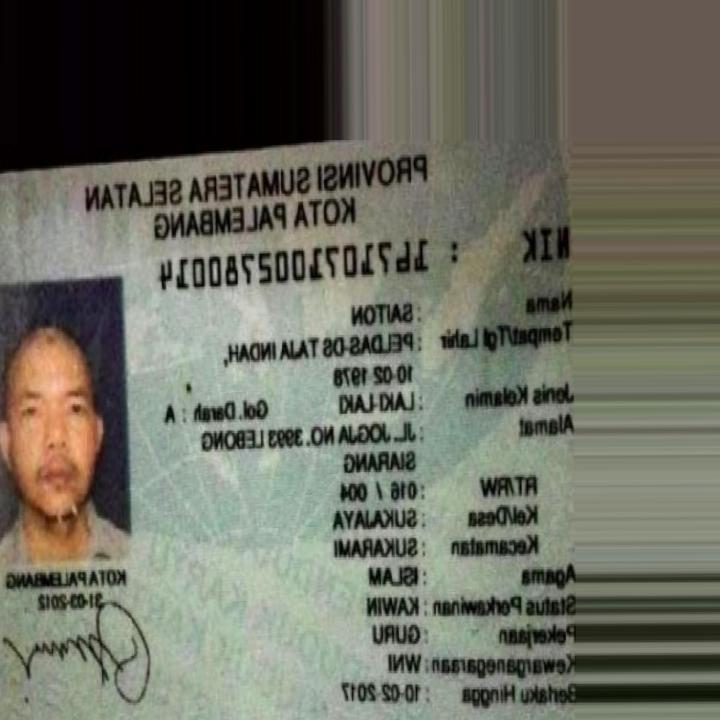 PROVINSI SUMATERA SELATAN
KOTA PALEMBANG
NIK : 1671071002780014
Nama : SAITON
Tempat/Tgl Lahir : PELDAS-DS TAJA INDAH,
10-02-1978
Jenis Kelamin : LAKI-LAKI Gol. Darah : A
Alamat : JL. JOGJA NO. 3993 LEBONG
SIARANG
RT/RW : 016 / 004
Kel/Desa : SUKAJAYA
Kecamatan : SUKARAMI
Agama : ISLAM
Status Perkawinan : KAWIN
Pekerjaan : GURU
Kewarganegaraan : WNI
Berlaku Hingga : 10-02-2017
KOTA PALEMBANG
31-03-2012